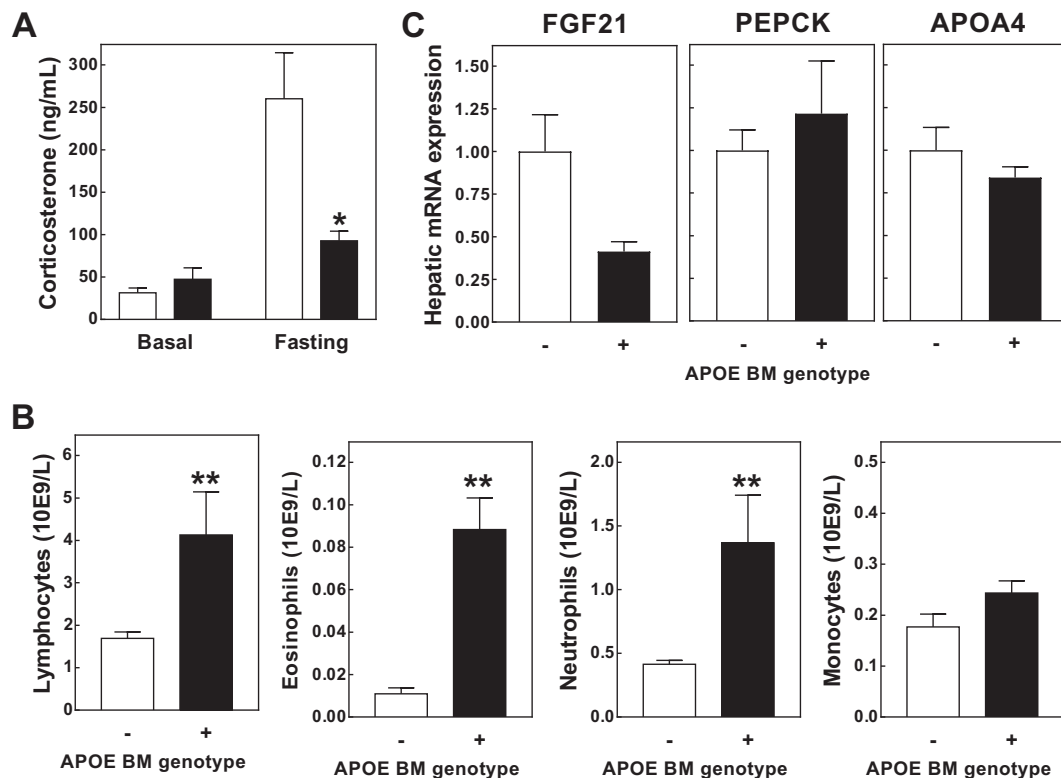 A
Corticosterone (ng/mL)
300
250
200
150
100
50
0
*
Basal Fasting
C
FGF21 PEPCK APOA4
Hepatic mRNA expression
1.50
1.25
1.00
0.75
0.50
0.25
0.00
- + - + - +
APOE BM genotype
B
Lymphocytes (10E9/L)
6
5
4
3
2
1
0
**
- +
APOE BM genotype
Eosinophils (10E9/L)
0.12
0.10
0.08
0.06
0.04
0.02
0.00
**
- +
APOE BM genotype
Neutrophils (10E9/L)
2.0
1.5
1.0
0.5
0.0
**
- +
APOE BM genotype
Monocytes (10E9/L)
0.5
0.4
0.3
0.2
0.1
0.0
- +
APOE BM genotype